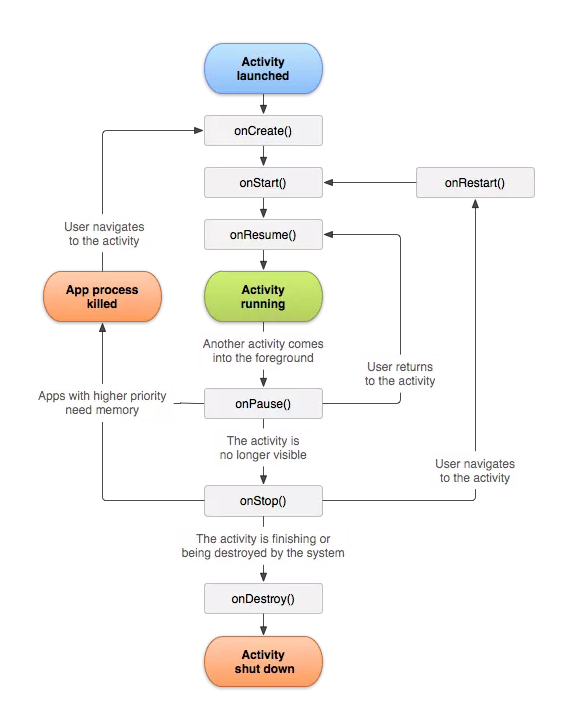 Activity
launched
onCreate()
onStart()
onRestart()
User navigates
to the activity
onResume()
App process
killed
Activity
running
Another activity comes
into the foreground
User returns
to the activity
Apps with higher priority
need memory
onPause()
The activity is
no longer visible
User navigates
to the activity
onStop()
The activity is finishing or
being destroyed by the system
onDestroy()
Activity
shut down